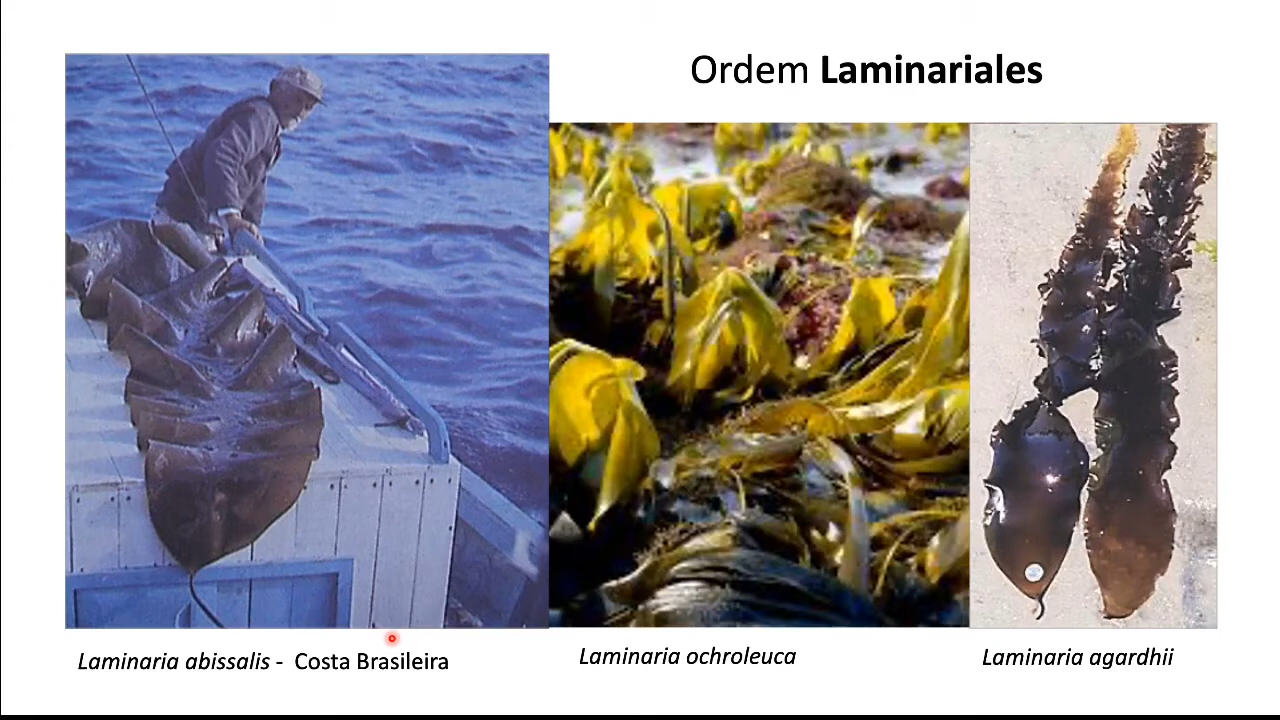 Ordem Laminariales
Laminaria abissalis - Costa Brasileira
Laminaria ochroleuca
Laminaria agardhii